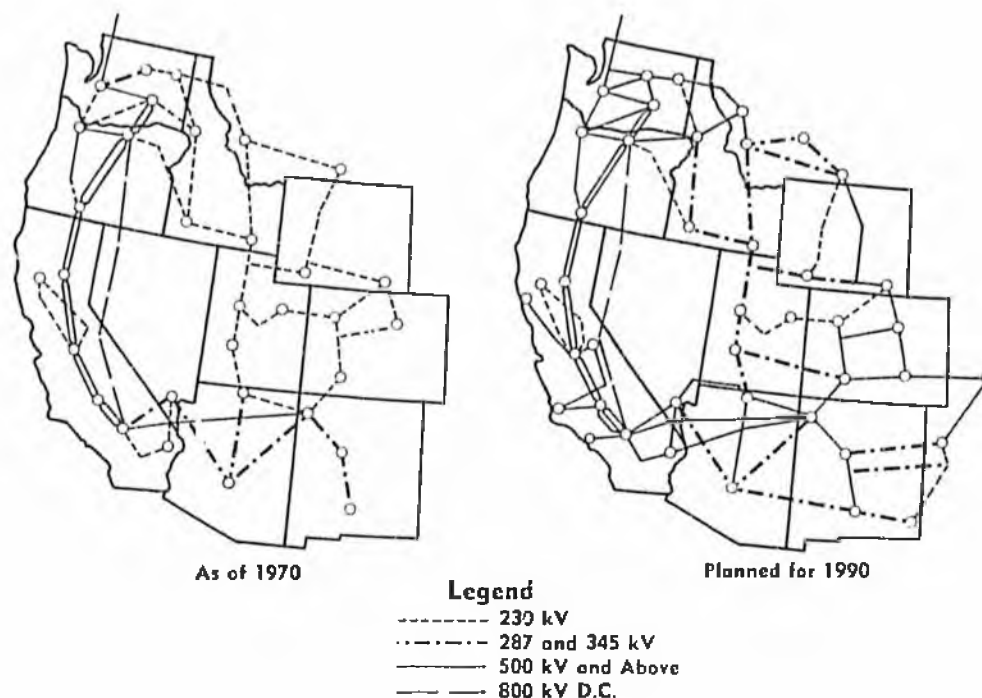 As of 1970
Planned for 1990
Legend
230 kV
287 and 345 kV
500 kV and Above
800 kV D.C.